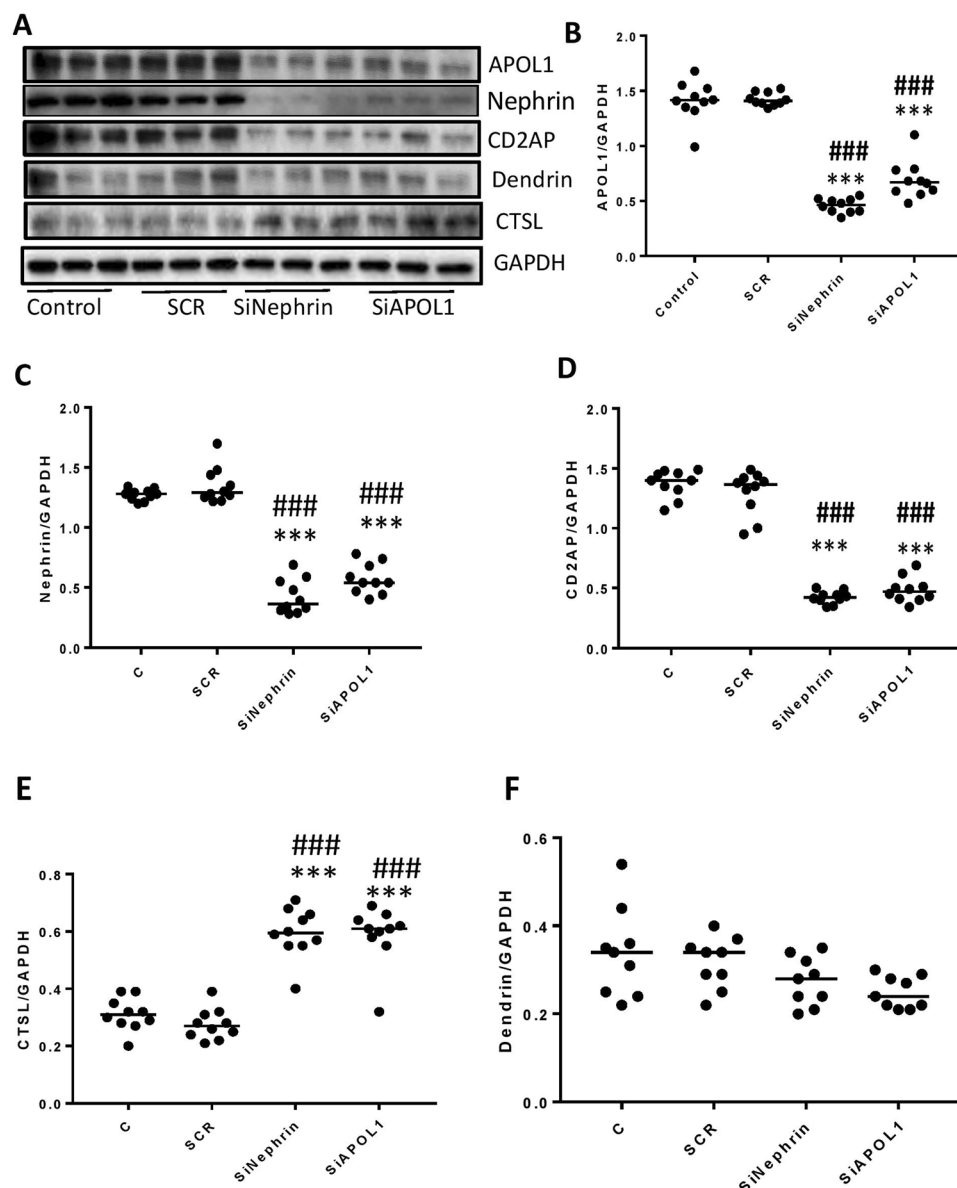 A
APOL1
Nephrin
CD2AP
Dendrin
CTSL
GAPDH
Control SCR SiNephrin SiAPOL1
B
APOL1/GAPDH
2.0
1.5
1.0
0.5
0.0
###
***
###
***
Control SCR SiNephrin SiAPOL1
C
Nephrin/GAPDH
2.0
1.5
1.0
0.5
0.0
###
***
###
***
C SCR SiNephrin SiAPOL1
D
CD2AP/GAPDH
2.0
1.5
1.0
0.5
0.0
###
***
###
***
C SCR SiNephrin SiAPOL1
E
CTSL/GAPDH
0.8
0.6
0.4
0.2
0.0
###
***
###
***
C SCR SiNephrin SiAPOL1
F
Dendrin/GAPDH
0.6
0.4
0.2
0.0
C SCR SiNephrin SiAPOL1